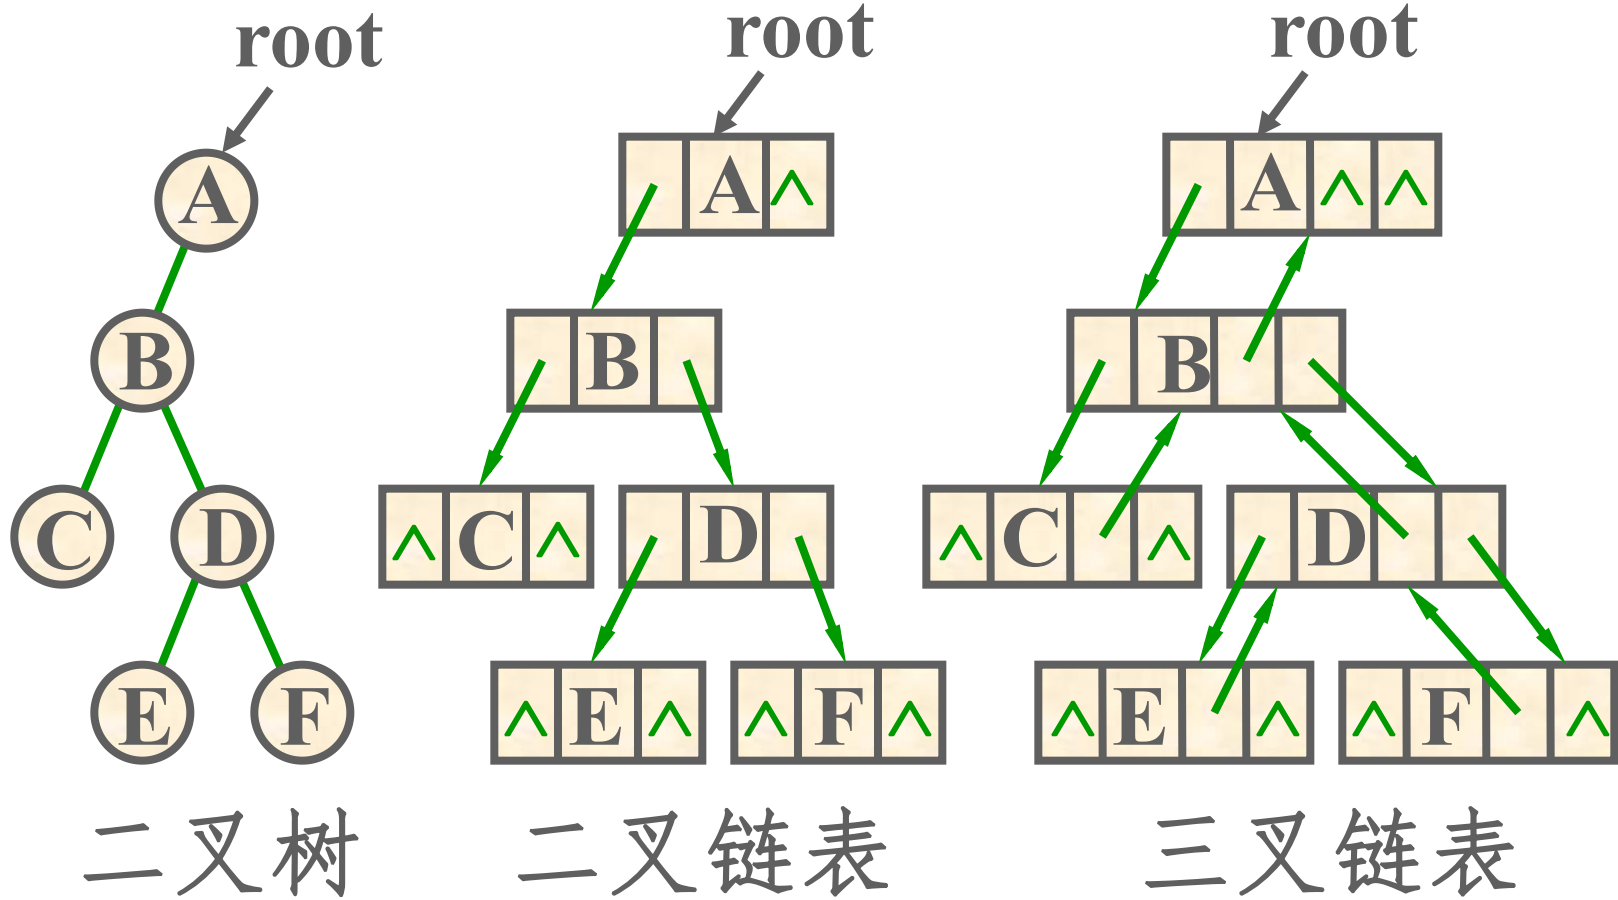 root root root
A A ^ A ^ ^
B B B
C D ^ C ^ D ^ C ^ D
E F ^ E ^ ^ F ^ ^ E ^ ^ F ^
二叉树 二叉链表 三叉链表